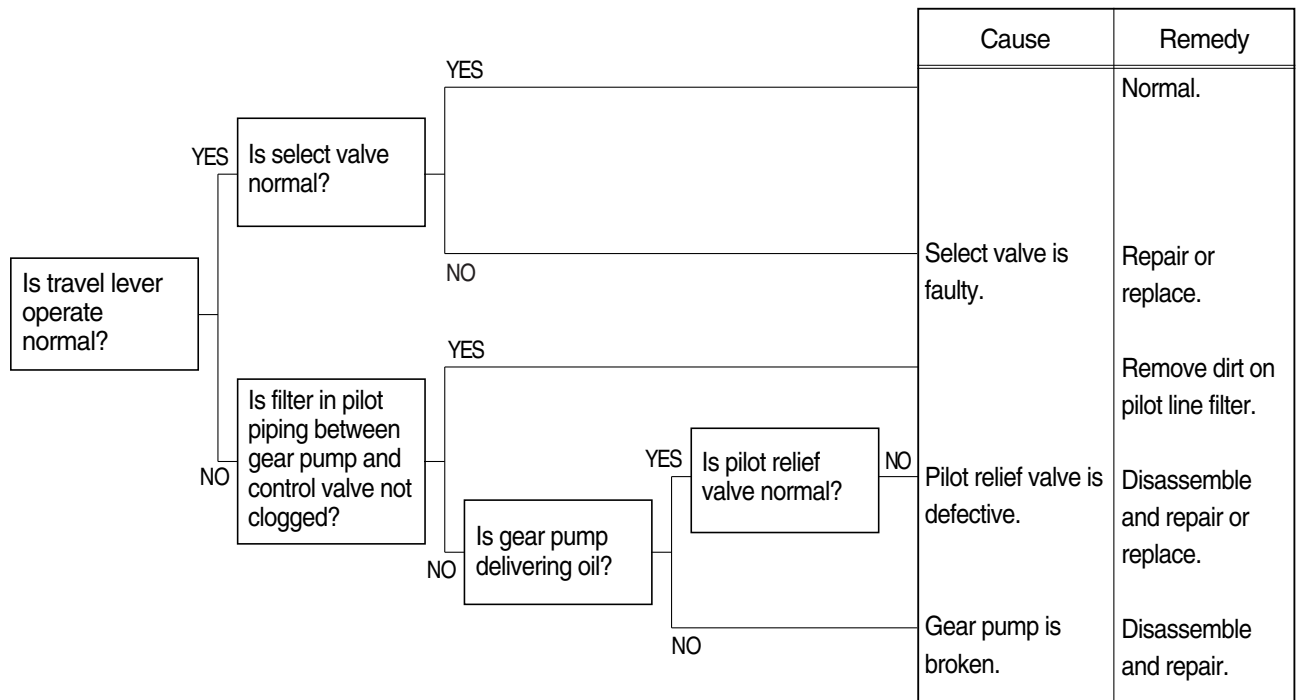 Cause
Remedy
YES
Normal.
YES
Is select valve
normal?
NO
Select valve is
faulty.
Repair or
replace.
Is travel lever
operate
normal?
YES
Remove dirt on
pilot line filter.
NO
Is filter in pilot
piping between
gear pump and
control valve not
clogged?
YES
Is pilot relief
valve normal?
NO
Pilot relief valve is
defective.
Disassemble
and repair or
replace.
NO
Is gear pump
delivering oil?
NO
Gear pump is
broken.
Disassemble
and repair.